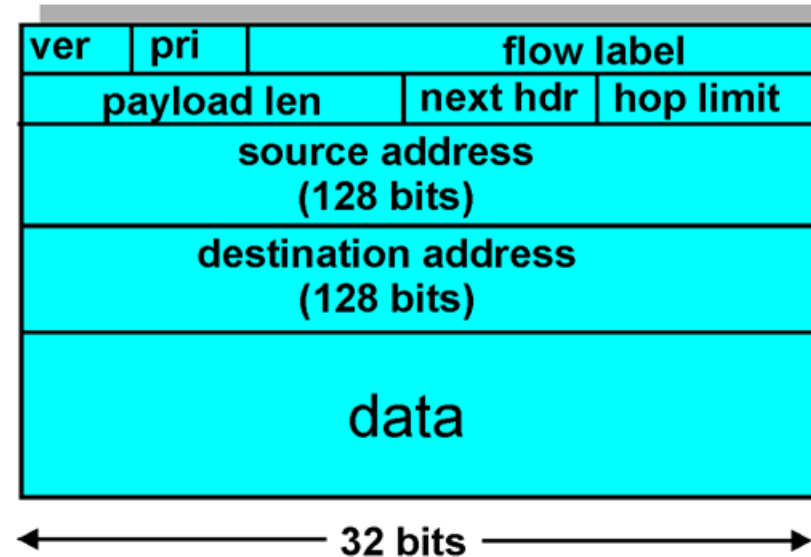 ver pri flow label
payload len next hdr hop limit
source address
(128 bits)
destination address
(128 bits)
data
32 bits